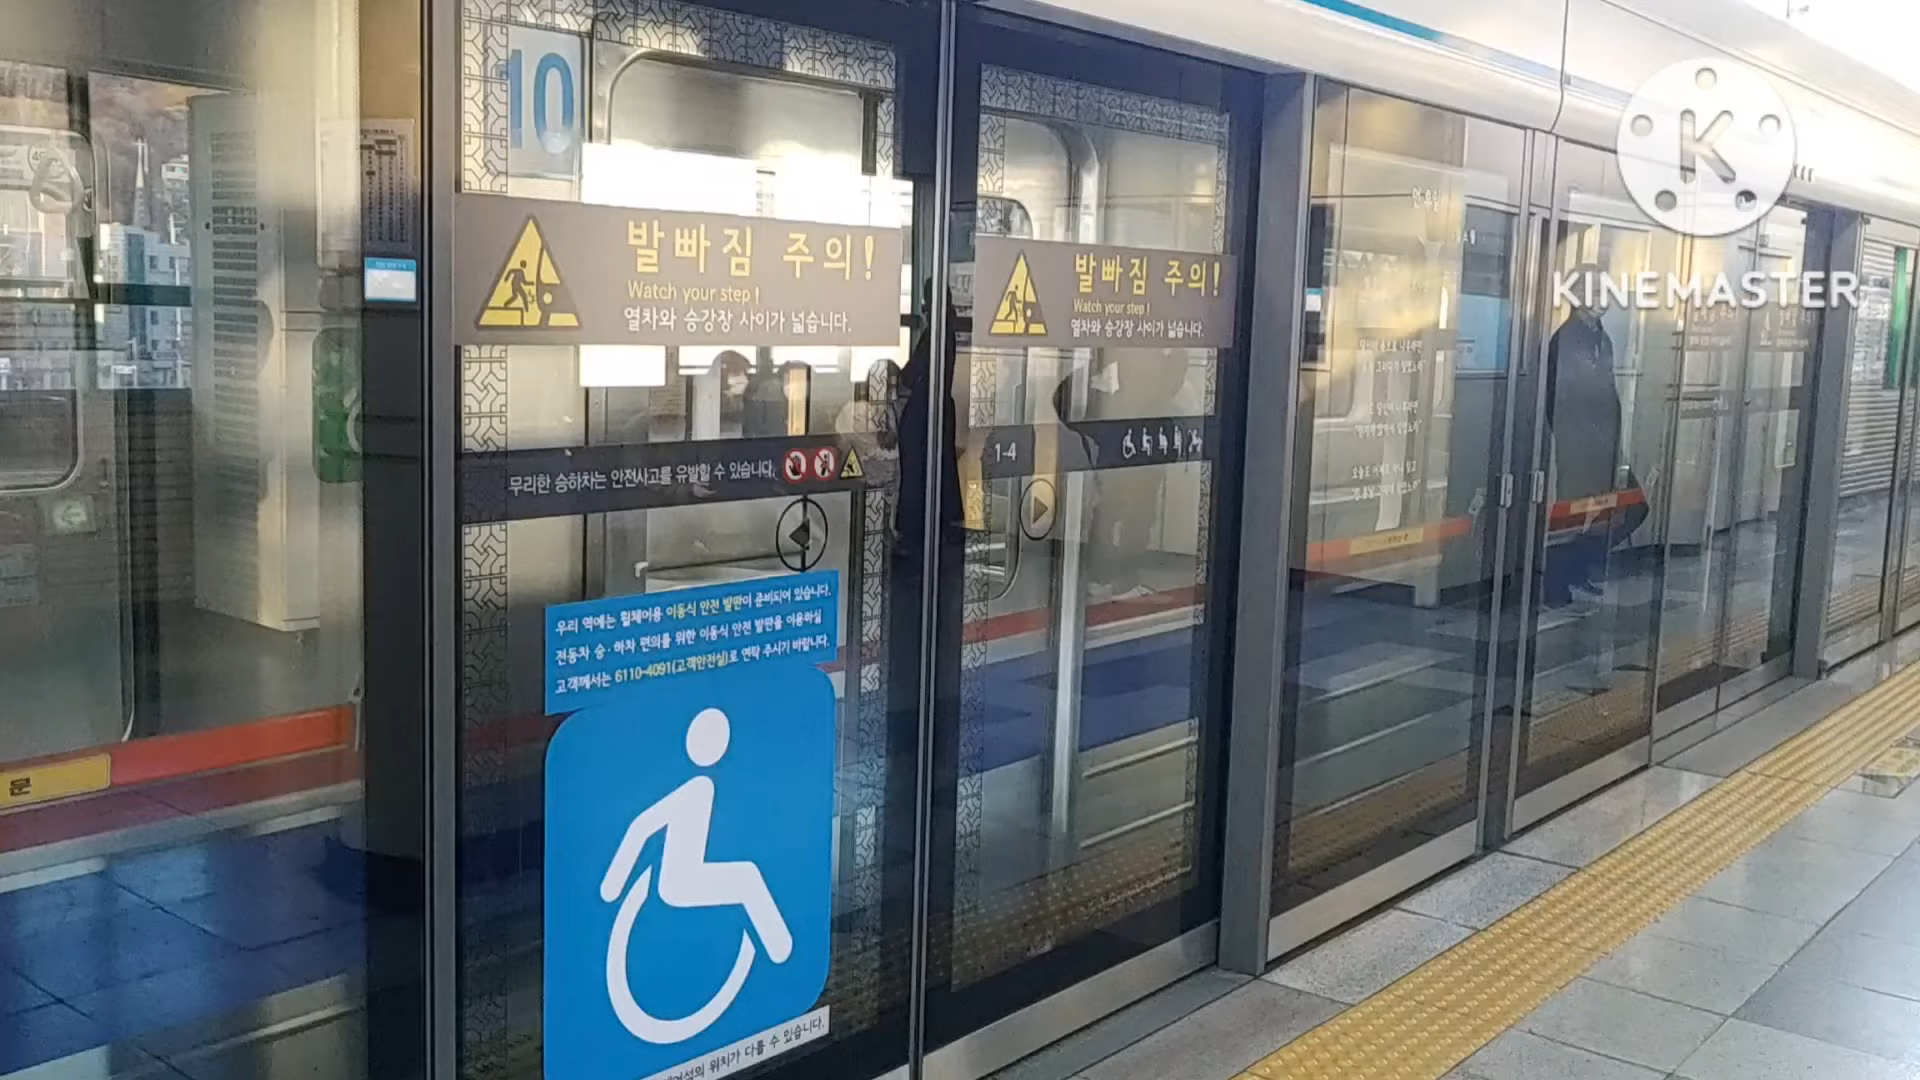 10
발빠짐 주의!
Watch your step!
열차와 승강장 사이가 넓습니다.
발빠짐 주의!
Watch your step!
열차와 승강장 사이가 넓습니다.
K
KINEMASTER
무리한 승하차는 안전사고를 유발할 수 있습니다.
1-4
우리 역에는 휠체어용 이동식 안전 발판이 준비되어 있습니다.
전동차 승·하차 편의를 위한 이동식 안전 발판을 이용하실
고객께서는 6110-4091(고객안전실)로 연락 주시기 바랍니다.
위치가 다를 수 있습니다.
문